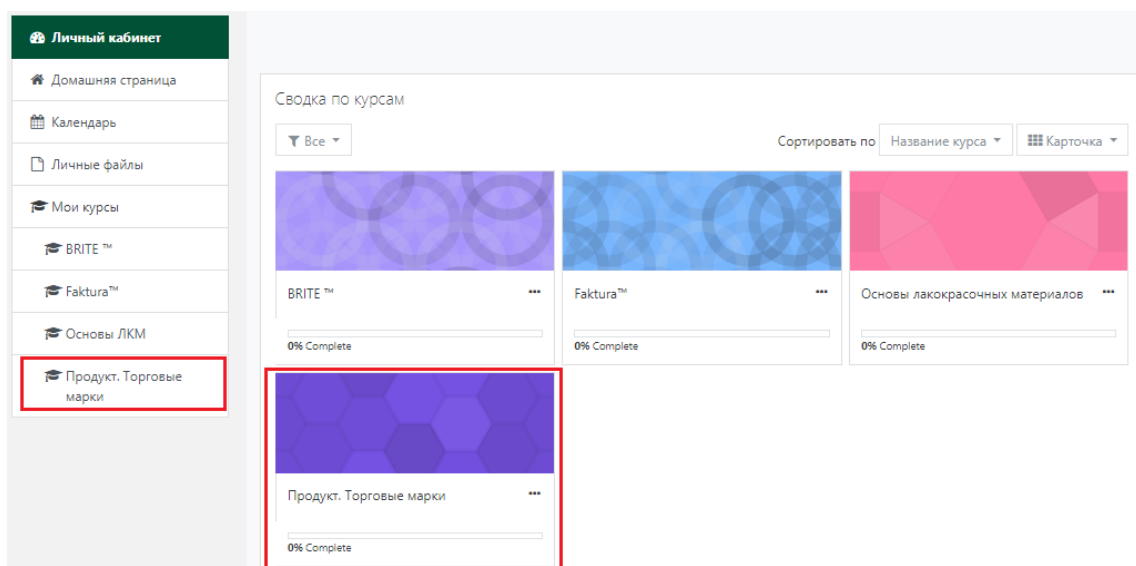 Личный кабинет
Домашняя страница
Календарь
Личные файлы
Мои курсы
BRITE ™
Faktura™
Основы ЛКМ
Продукт. Торговые
марки
Сводка по курсам
Все
Сортировать по Название курса Карточка
BRITE ™ ...
0% Complete
Faktura™ ...
0% Complete
Основы лакокрасочных материалов ...
0% Complete
Продукт. Торговые марки ...
0% Complete